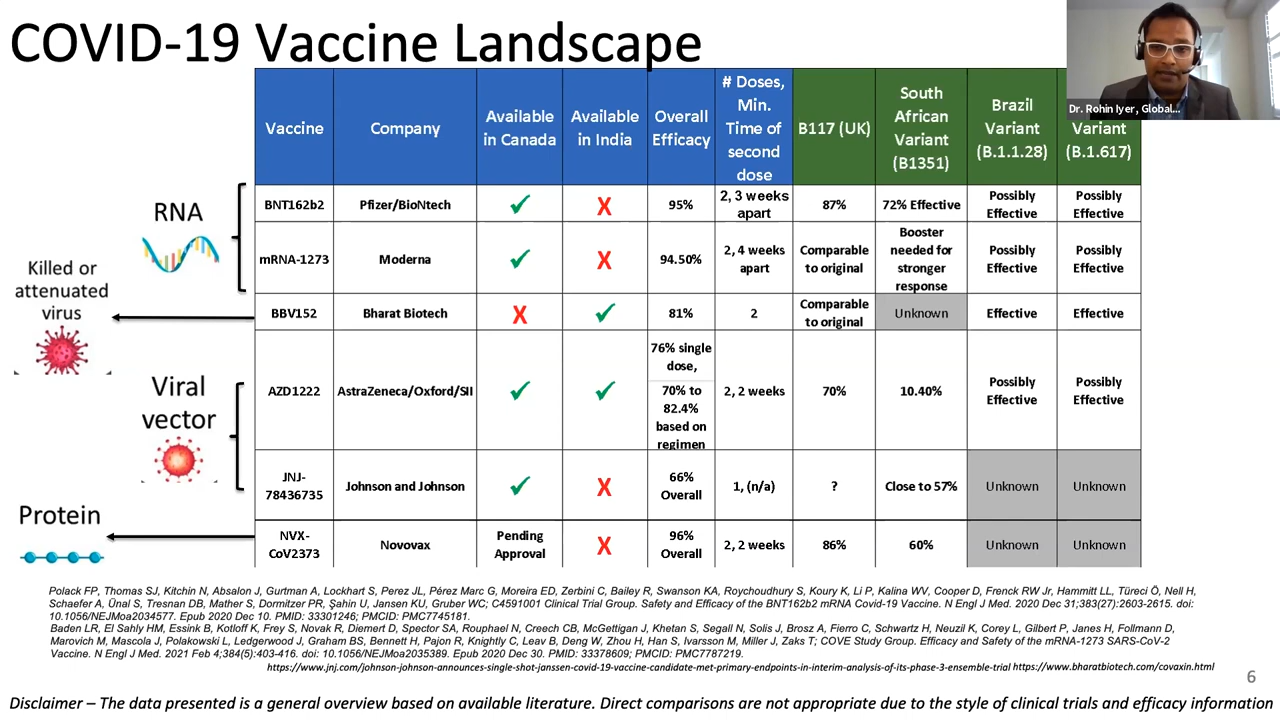 COVID-19 Vaccine Landscape
Dr. Rohin Iyer, Global...
Vaccine
Company
Available
in Canada
Available
in India
Overall
Efficacy
# Doses,
Min.
Time of
second
dose
B117 (UK)
South
African
Variant
(B1351)
Brazil
Variant
(B.1.1.28)
Variant
(B.1.617)
RNA
BNT162b2
Pfizer/BioNtech
✓
X
95%
2, 3 weeks
apart
87%
72% Effective
Possibly
Effective
Possibly
Effective
mRNA-1273
Moderna
✓
X
94.50%
2, 4 weeks
apart
Comparable
to original
Booster
needed for
stronger
response
Possibly
Effective
Possibly
Effective
Killed or
attenuated
virus
BBV152
Bharat Biotech
X
✓
81%
2
Comparable
to original
Unknown
Effective
Effective
Viral
vector
AZD1222
AstraZeneca/Oxford/SII
✓
✓
76% single
dose,
70% to
82.4%
based on
regimen
2, 2 weeks
70%
10.40%
Possibly
Effective
Possibly
Effective
JNJ-
78436735
Johnson and Johnson
✓
X
66%
Overall
1, (n/a)
?
Close to 57%
Unknown
Unknown
Protein
NVX-
CoV2373
Novovax
Pending
Approval
X
96%
Overall
2, 2 weeks
86%
60%
Unknown
Unknown
Polack FP, Thomas SJ, Kitchin N, Absalon J, Gurtman A, Lockhart S, Perez JL, Pérez Marc G, Moreira ED, Zerbini C, Bailey R, Swanson KA, Roychoudhury S, Koury K, Li P, Kalina WV, Cooper D, Frenck RW Jr, Hammitt LL, Türeci Ö, Nell H,
Schaefer A, Ünal S, Tresnan DB, Mather S, Dormitzer PR, Şahin U, Jansen KU, Gruber WC; C4591001 Clinical Trial Group. Safety and Efficacy of the BNT162b2 mRNA Covid-19 Vaccine. N Engl J Med. 2020 Dec 31;383(27):2603-2615. doi:
10.1056/NEJMoa2034577. Epub 2020 Dec 10. PMID: 33301246; PMCID: PMC7745181.
Baden LR, El Sahly HM, Essink B, Kotloff K, Frey S, Novak R, Diemert D, Spector SA, Rouphael N, Creech CB, McGettigan J, Khetan S, Segall N, Solis J, Brosz A, Fierro C, Schwartz H, Neuzil K, Corey L, Gilbert P, Janes H, Follmann D,
Marovich M, Mascola J, Polakowski L, Ledgerwood J, Graham BS, Bennett H, Pajon R, Knightly C, Leav B, Deng W, Zhou H, Han S, Ivarsson M, Miller J, Zaks T; COVE Study Group. Efficacy and Safety of the mRNA-1273 SARS-CoV-2
Vaccine. N Engl J Med. 2021 Feb 4;384(5):403-416. doi: 10.1056/NEJMoa2035389. Epub 2020 Dec 30. PMID: 33378609; PMCID: PMC7787219.
https://www.jnj.com/johnson-johnson-announces-single-shot-janssen-covid-19-vaccine-candidate-met-primary-endpoints-in-interim-analysis-of-its-phase-3-ensemble-trial https://www.bharatbiotech.com/covaxin.html
6
Disclaimer – The data presented is a general overview based on available literature. Direct comparisons are not appropriate due to the style of clinical trials and efficacy information